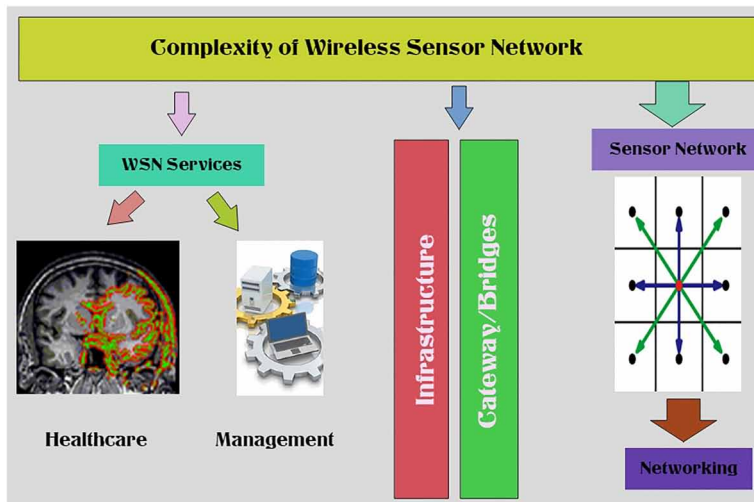 Complexity of Wireless Sensor Network
WSN Services
Sensor Network
Infrastructure
Gateway/Bridges
Healthcare
Management
Networking